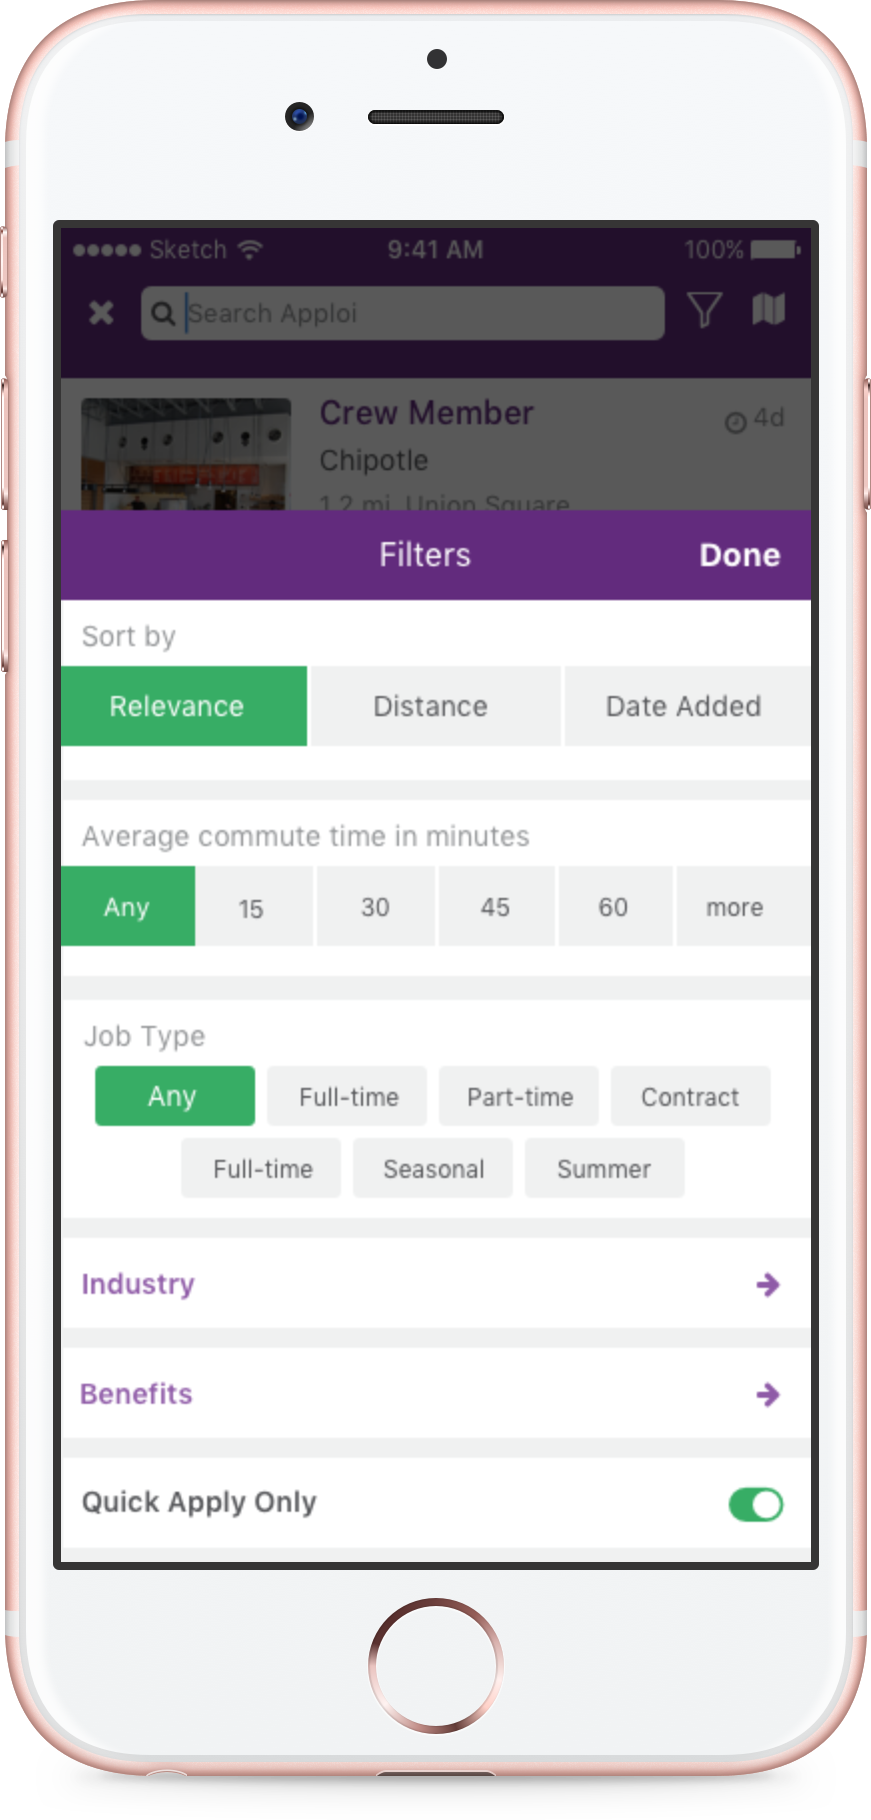 Sketch 9:41 AM 100%
Search Apploi
Crew Member 4d
Chipotle
1.2 mi, Union Square
Filters Done
Sort by
Relevance Distance Date Added
Average commute time in minutes
Any 15 30 45 60 more
Job Type
Any Full-time Part-time Contract
Full-time Seasonal Summer
Industry
Benefits
Quick Apply Only